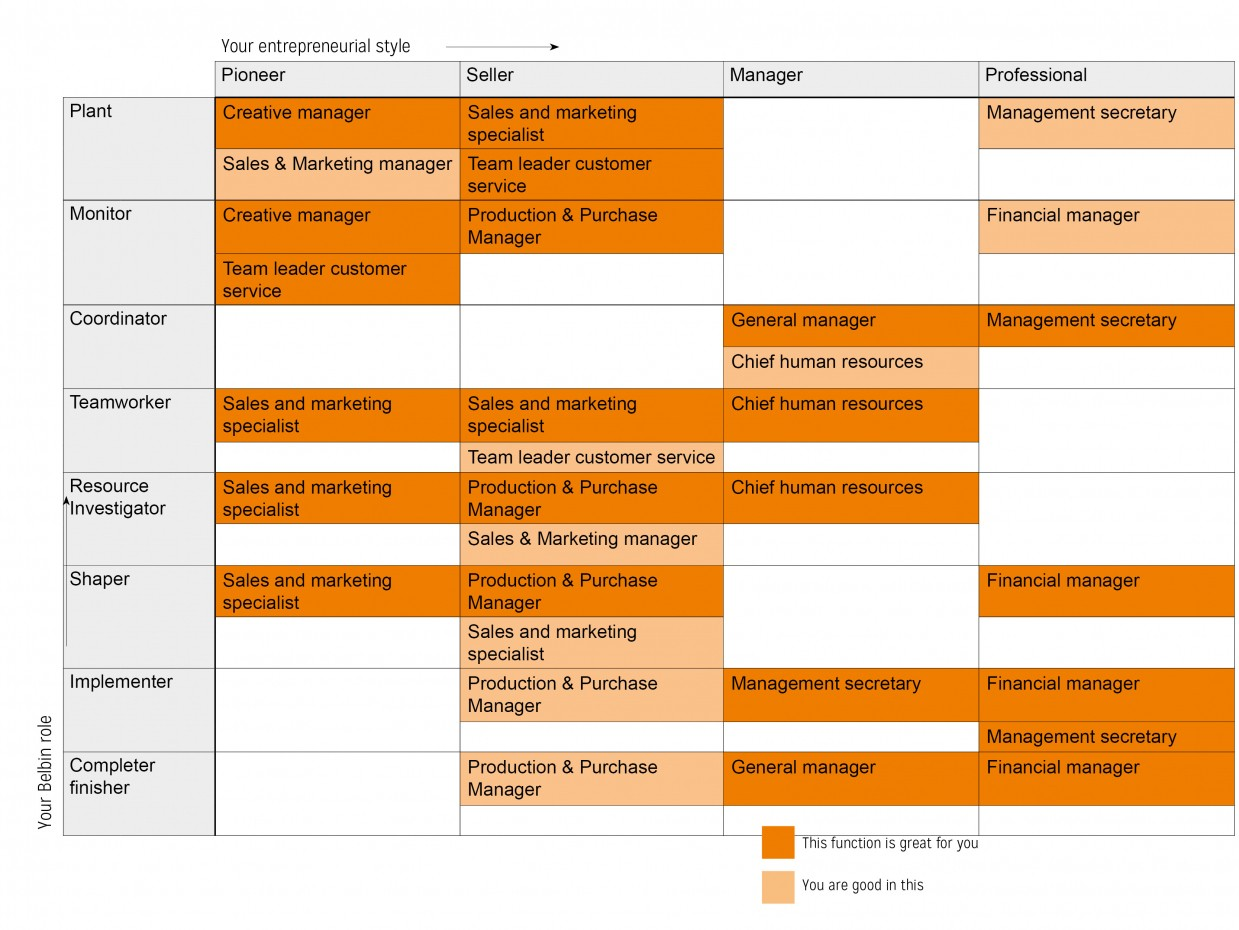 Your entrepreneurial style
Pioneer
Seller
Manager
Professional
Plant
Creative manager
Sales and marketing
specialist
Management secretary
Sales & Marketing manager
Team leader customer
service
Monitor
Creative manager
Production & Purchase
Manager
Financial manager
Team leader customer
service
Coordinator
General manager
Management secretary
Chief human resources
Teamworker
Sales and marketing
specialist
Sales and marketing
specialist
Chief human resources
Team leader customer service
Resource
Investigator
Sales and marketing
specialist
Production & Purchase
Manager
Chief human resources
Sales & Marketing manager
Shaper
Sales and marketing
specialist
Production & Purchase
Manager
Financial manager
Sales and marketing
specialist
Implementer
Production & Purchase
Manager
Management secretary
Financial manager
Management secretary
Completer
finisher
Production & Purchase
Manager
General manager
Financial manager
Your Belbin role
This function is great for you
You are good in this